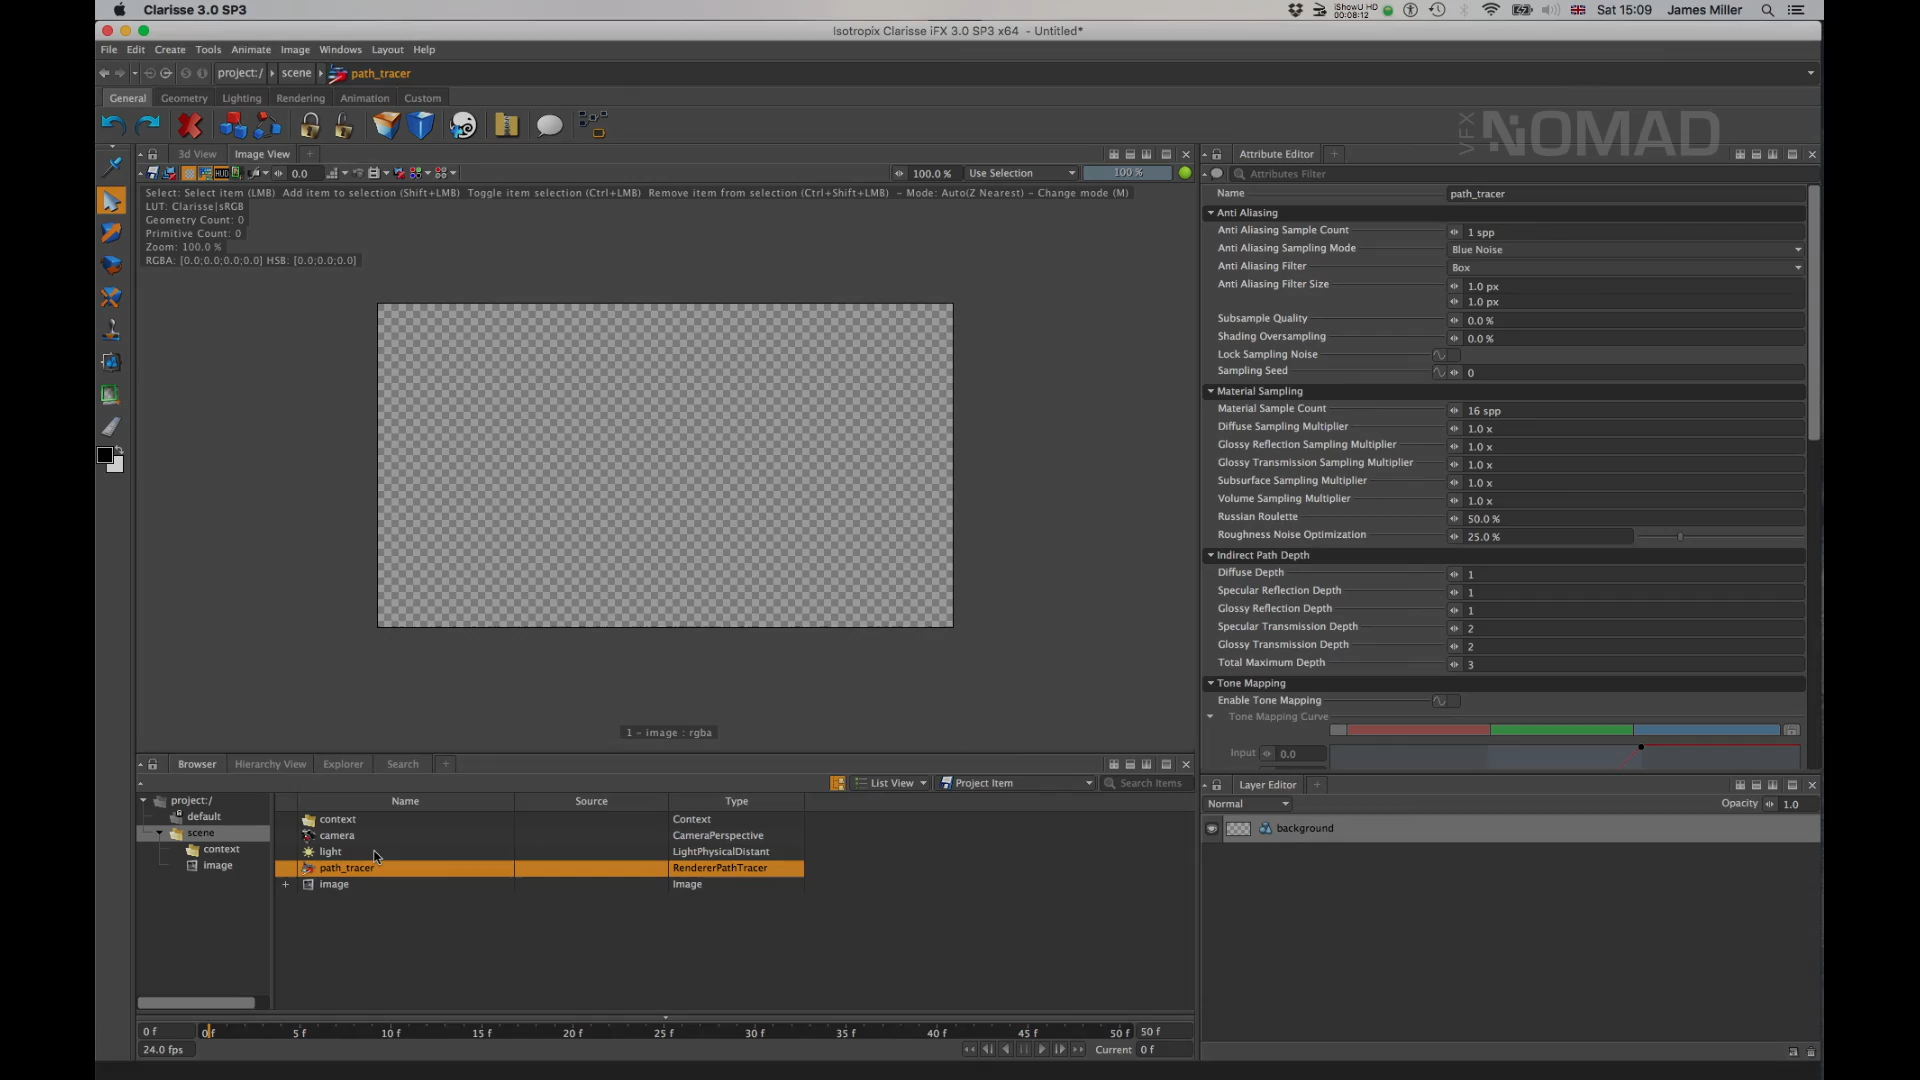 Clarisse 3.0 SP3
iShowU HD
00:08:12
Sat 15:09
James Miller
Isotropix Clarisse iFX 3.0 SP3 x64 - Untitled*
File Edit Create Tools Animate Image Windows Layout Help
project:/ scene path_tracer
General Geometry Lighting Rendering Animation Custom
VFX NOMAD
3d View Image View +
Attribute Editor +
HUD 0.0 100.0 % Use Selection 100 %
Attributes Filter
Select: Select item (LMB) Add item to selection (Shift+LMB) Toggle item selection (Ctrl+LMB) Remove item from selection (Ctrl+Shift+LMB) - Mode: Auto(Z Nearest) - Change mode (M)
LUT: Clarisse|sRGB
Geometry Count: 0
Primitive Count: 0
Zoom: 100.0 %
RGBA: [0.0;0.0;0.0;0.0] HSB: [0.0;0.0;0.0]
1 - image : rgba
Name path_tracer
Anti Aliasing
Anti Aliasing Sample Count 1 spp
Anti Aliasing Sampling Mode Blue Noise
Anti Aliasing Filter Box
Anti Aliasing Filter Size 1.0 px
1.0 px
Subsample Quality 0.0 %
Shading Oversampling 0.0 %
Lock Sampling Noise
Sampling Seed 0
Material Sampling
Material Sample Count 16 spp
Diffuse Sampling Multiplier 1.0 x
Glossy Reflection Sampling Multiplier 1.0 x
Glossy Transmission Sampling Multiplier 1.0 x
Subsurface Sampling Multiplier 1.0 x
Volume Sampling Multiplier 1.0 x
Russian Roulette 50.0 %
Roughness Noise Optimization 25.0 %
Indirect Path Depth
Diffuse Depth 1
Specular Reflection Depth 1
Glossy Reflection Depth 1
Specular Transmission Depth 2
Glossy Transmission Depth 2
Total Maximum Depth 3
Tone Mapping
Enable Tone Mapping
Tone Mapping Curve
Input 0.0
Browser Hierarchy View Explorer Search +
List View Project Item Search Items
project:/
default
scene
context
image
Name Source Type
context Context
camera CameraPerspective
light LightPhysicalDistant
path_tracer RendererPathTracer
+ image Image
Layer Editor +
Normal Opacity 1.0
background
0 f 0 f 5 f 10 f 15 f 20 f 25 f 30 f 35 f 40 f 45 f 50 f 50 f
24.0 fps Current 0 f